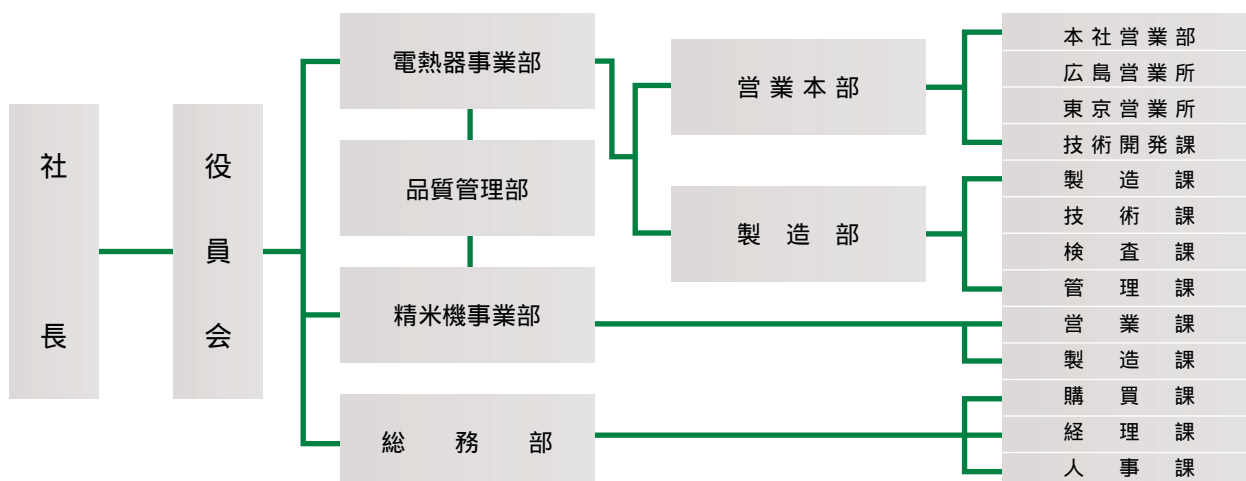 社長
役員会
電熱器事業部
品質管理部
精米機事業部
総務部
営業本部
製造部
本社営業部
広島営業所
東京営業所
技術開発課
製造課
技術課
検査課
管理課
営業課
製造課
購買課
経理課
人事課